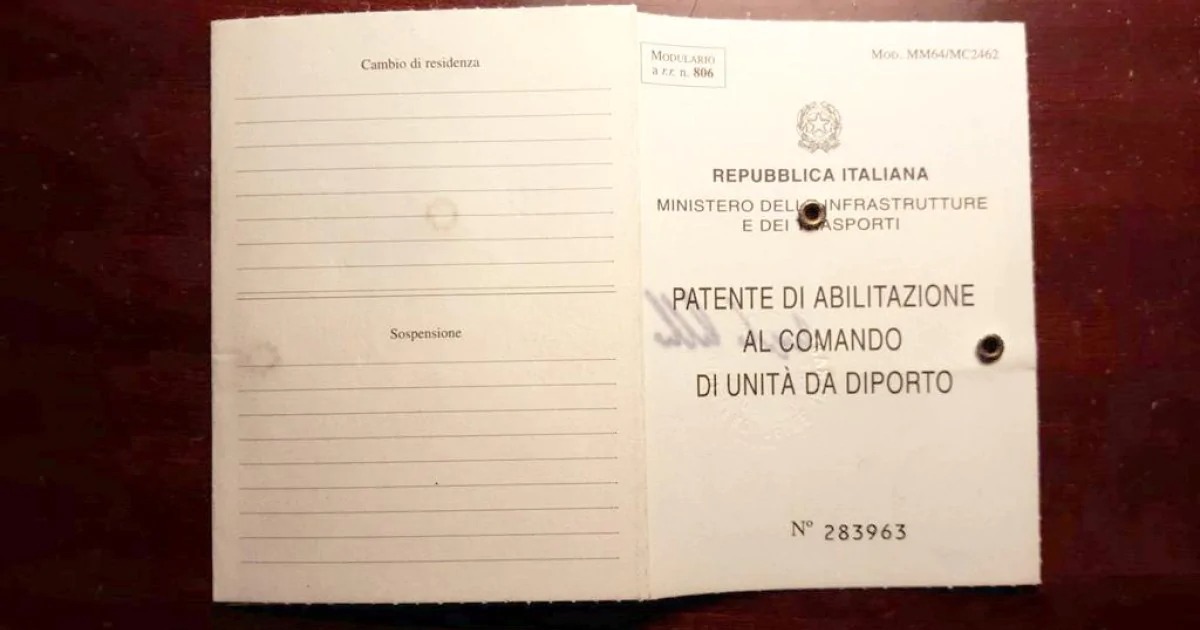 Cambio di residenza
Sospensione
MODULARIO
a r.r. n. 806
MOD. MM64/MC2462
REPUBBLICA ITALIANA
MINISTERO DELLE INFRASTRUTTURE
E DEI TRASPORTI
PATENTE DI ABILITAZIONE
AL COMANDO
DI UNITÀ DA DIPORTO
N° 283963